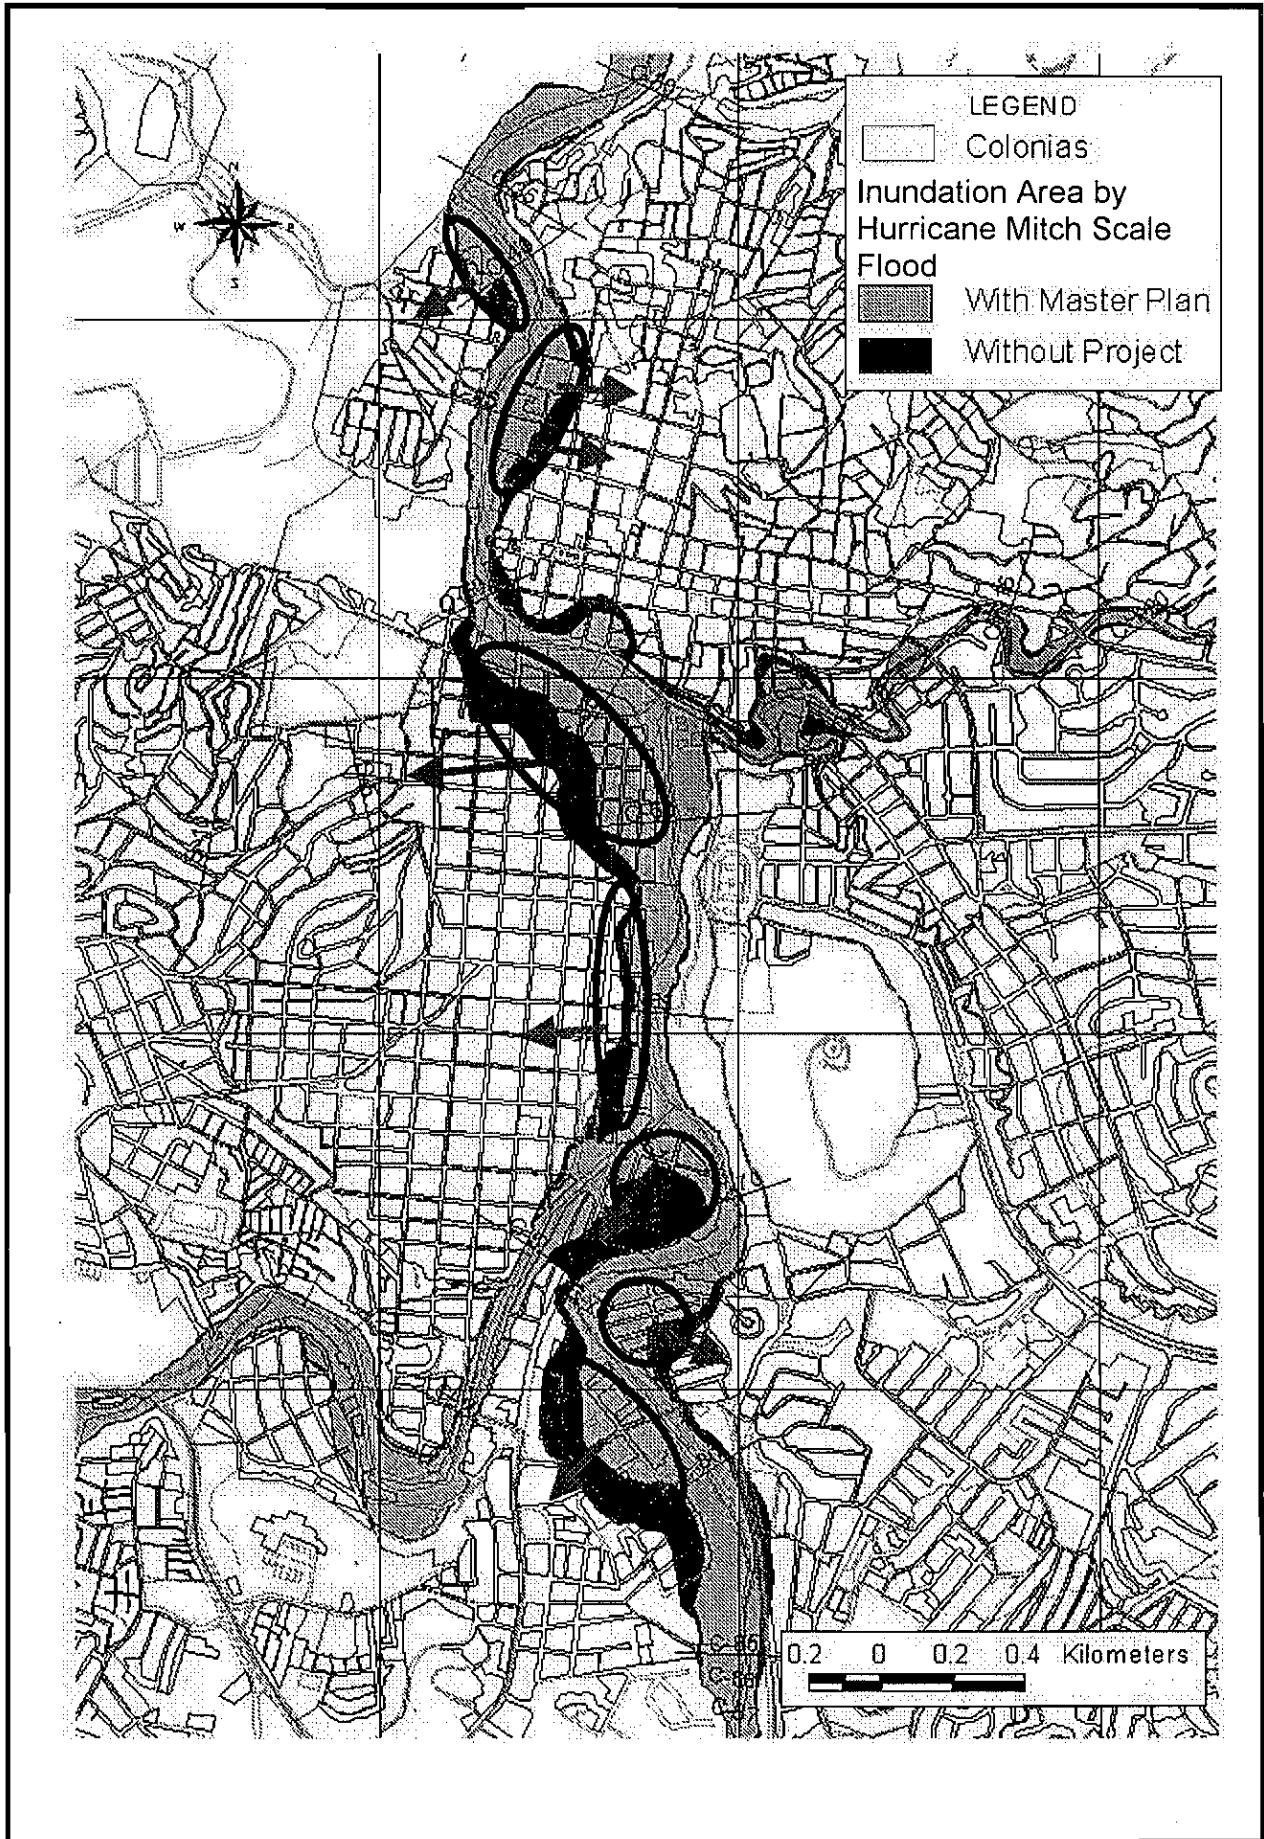 LEGEND
Colonias
Inundation Area by
Hurricane Mitch Scale
Flood
With Master Plan
Without Project
N
W
E
S
0.2 0 0.2 0.4 Kilometers